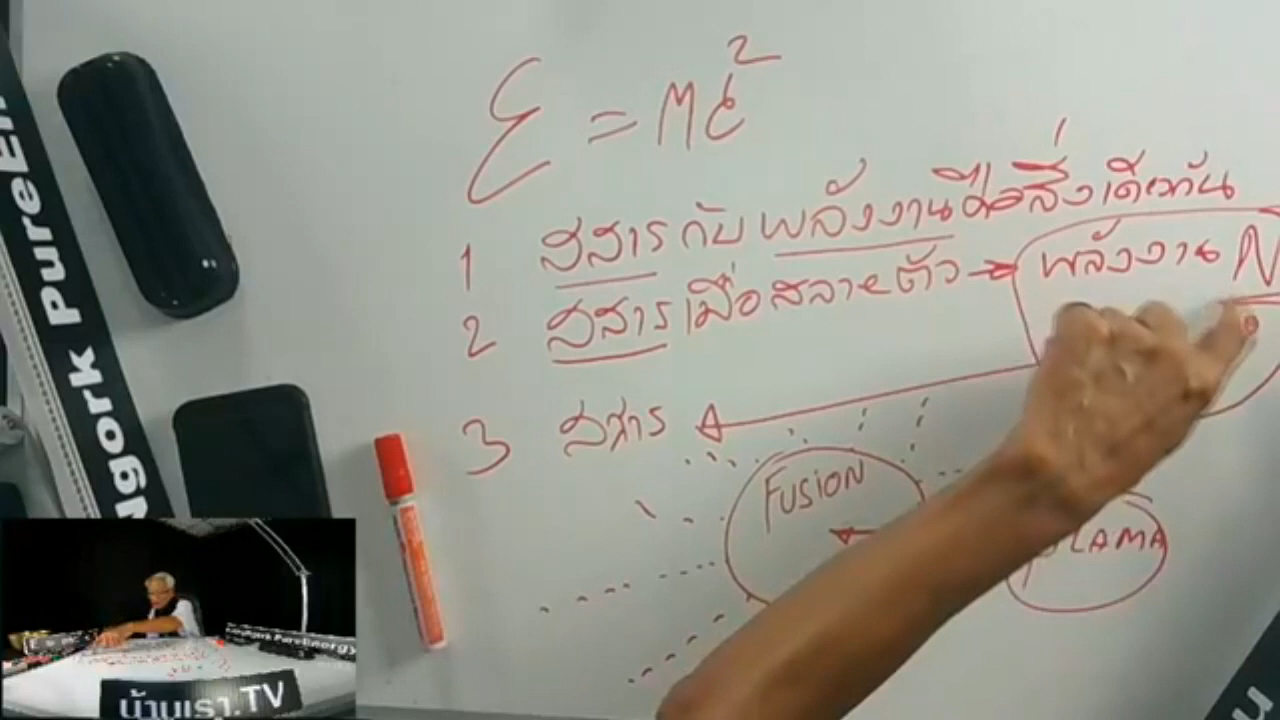 E = MC²
1 สสารกับพลังงานคือสิ่งเดียวกัน
2 สสารเมื่อสลายตัว → พลังงาน N
3 สสาร
FUSION
LAMA
ngork PureEn
PureEnergy
บ้านเรา.TV